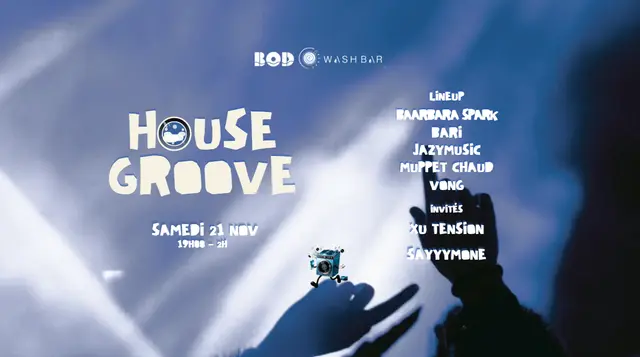 BOD WASH BAR
HOUSE
GROOVE
SAMEDI 21 NOV
19H00 – 2H
LINEUP
BAARBARA SPARK
BARI
JAZYMUSIC
MUPPET CHAUD
VONG
INVITÉS
XU TENSION
SAYYYMONE